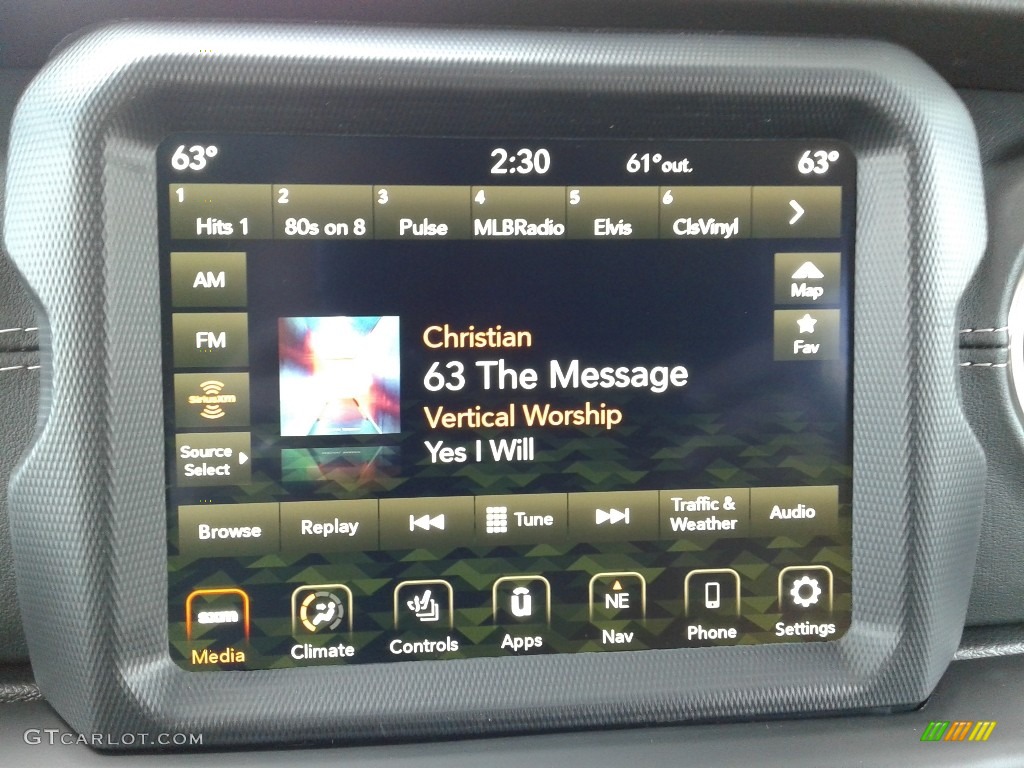 63° 2:30 61°out. 63°
1 2 3 4 5 6
Hits 1 80s on 8 Pulse MLBRadio Elvis ClsVinyl
AM
Map
FM
Fav
SiriusXM
Christian
63 The Message
Vertical Worship
Yes I Will
Source
Select
Browse Replay Tune Traffic &
Weather Audio
sxm NE
Media Climate Controls Apps Nav Phone Settings
GTCARLOT.COM